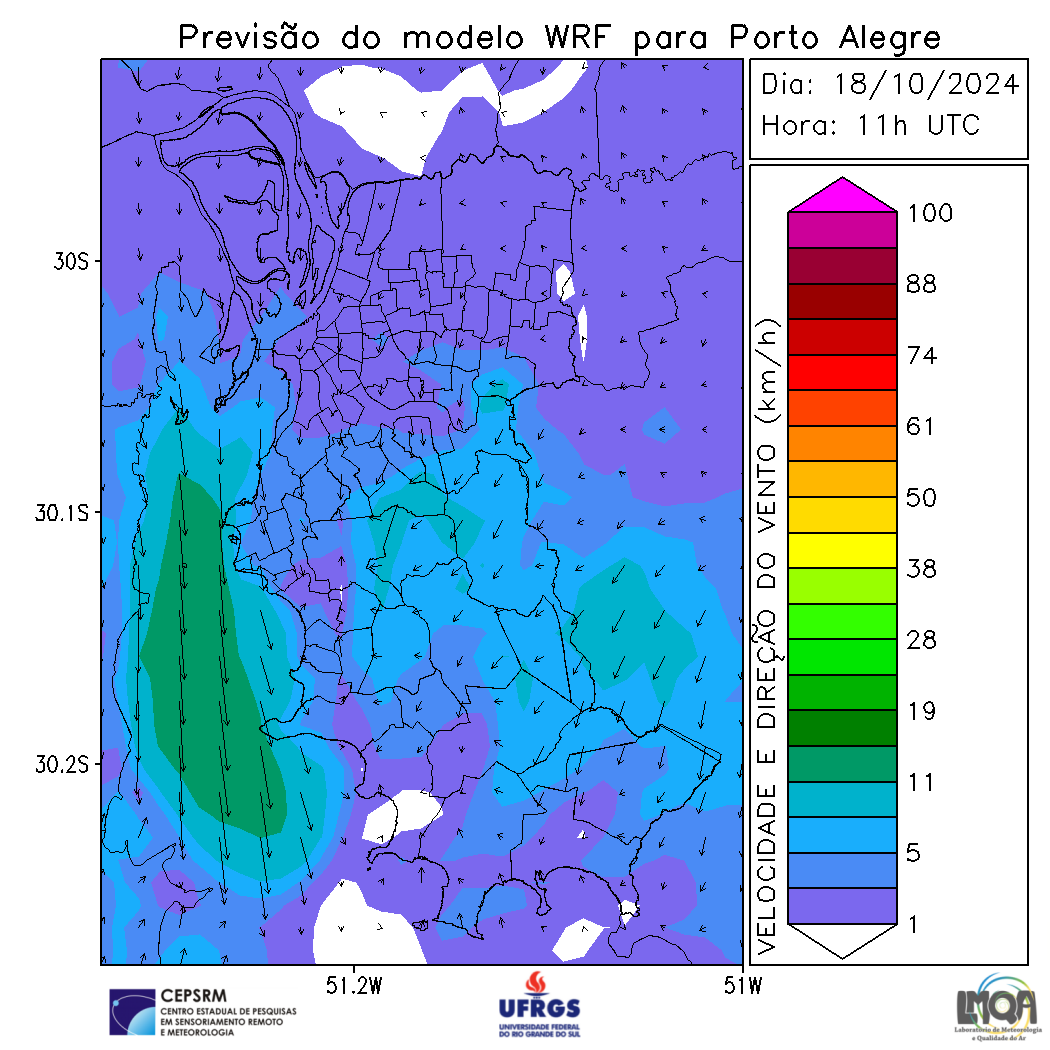 Previsão do modelo WRF para Porto Alegre
Dia: 18/10/2024
Hora: 11h UTC
30S
30.1S
30.2S
51.2W
51W
VELOCIDADE E DIREÇÃO DO VENTO (km/h)
100
88
74
61
50
38
28
19
11
5
1
CEPSRM
CENTRO ESTADUAL DE PESQUISAS
EM SENSORIAMENTO REMOTO
E METEOROLOGIA
UFRGS
UNIVERSIDADE FEDERAL
DO RIO GRANDE DO SUL
LMQA
Laboratório de Meteorologia
e Qualidade do Ar